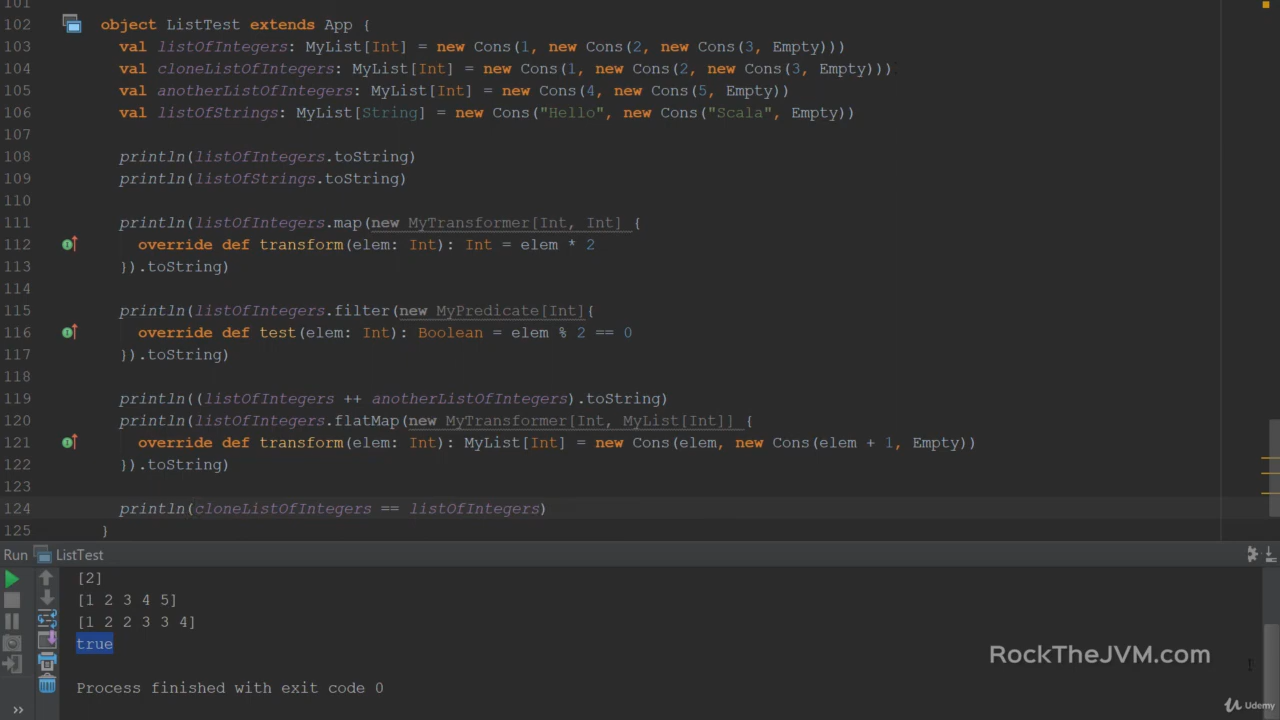 101
102 object ListTest extends App {
103 val listOfIntegers: MyList[Int] = new Cons(1, new Cons(2, new Cons(3, Empty)))
104 val cloneListOfIntegers: MyList[Int] = new Cons(1, new Cons(2, new Cons(3, Empty)))
105 val anotherListOfIntegers: MyList[Int] = new Cons(4, new Cons(5, Empty))
106 val listOfStrings: MyList[String] = new Cons("Hello", new Cons("Scala", Empty))
107
108 println(listOfIntegers.toString)
109 println(listOfStrings.toString)
110
111 println(listOfIntegers.map(new MyTransformer[Int, Int] {
112 override def transform(elem: Int): Int = elem * 2
113 }).toString)
114
115 println(listOfIntegers.filter(new MyPredicate[Int]{
116 override def test(elem: Int): Boolean = elem % 2 == 0
117 }).toString)
118
119 println((listOfIntegers ++ anotherListOfIntegers).toString)
120 println(listOfIntegers.flatMap(new MyTransformer[Int, MyList[Int]] {
121 override def transform(elem: Int): MyList[Int] = new Cons(elem, new Cons(elem + 1, Empty))
122 }).toString)
123
124 println(cloneListOfIntegers == listOfIntegers)
125 }
Run ListTest
[2]
[1 2 3 4 5]
[1 2 2 3 3 4]
true
RockTheJVM.com
Process finished with exit code 0
Udemy